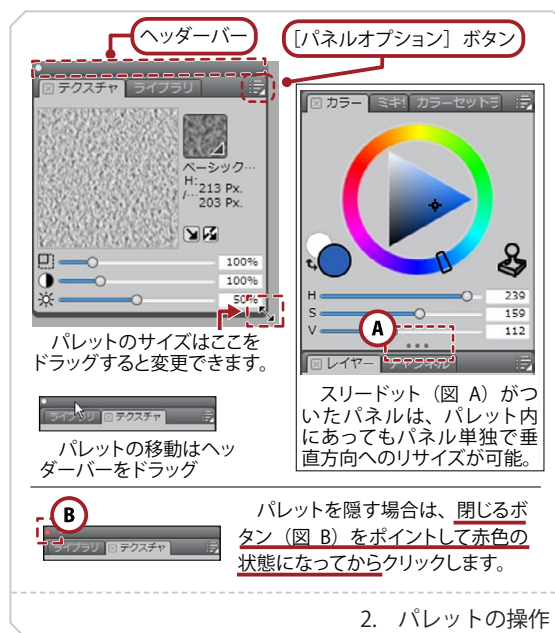 ヘッダーバー
［パネルオプション］ボタン
テクスチャ ライブラリ
ベーシック…
H: 213 Px.
/… 203 Px.
100%
100%
50%
パレットのサイズはここを
ドラッグすると変更できます。
ライブラリ テクスチャ
パレットの移動はヘッ
ダーバーをドラッグ
カラー ミキ カラーセットラ
H 239
S 159
V 112
A
レイヤー チャンネル
スリードット（図 A）がつ
いたパネルは、パレット内
にあってもパネル単独で垂
直方向へのリサイズが可能。
B
ライブラリ テクスチャ
パレットを隠す場合は、閉じるボ
タン（図 B）をポイントして赤色の
状態になってからクリックします。
2. パレットの操作